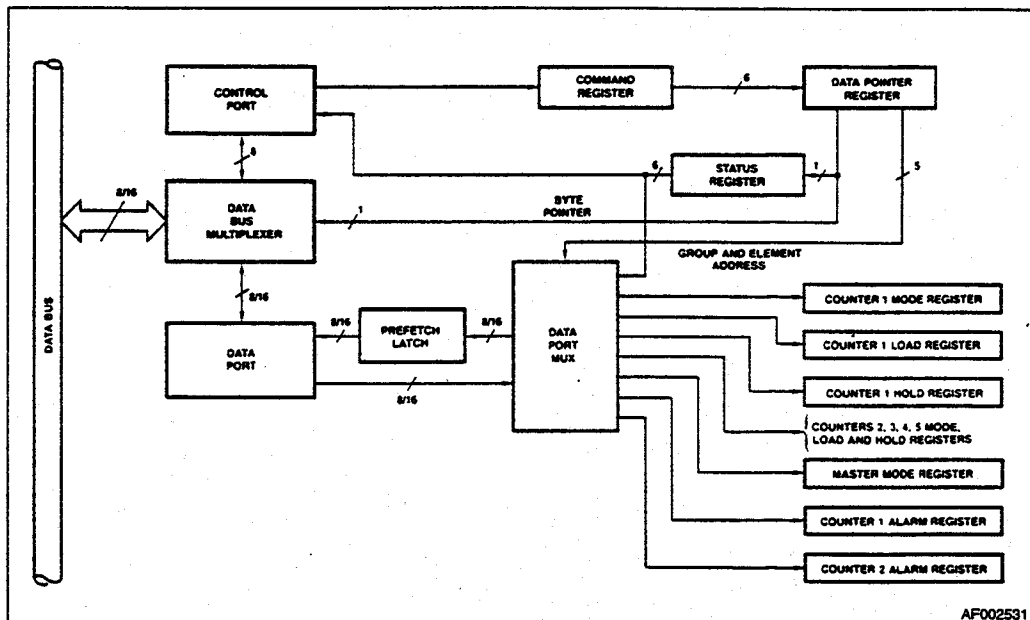 CONTROL
PORT
COMMAND
REGISTER
6
DATA POINTER
REGISTER
8
6
STATUS
REGISTER
1
5
8/16
DATA
BUS
MULTIPLEXER
1
BYTE
POINTER
GROUP AND ELEMENT
ADDRESS
DATA BUS
8/16
DATA
PORT
8/16
PREFETCH
LATCH
8/16
8/16
DATA
PORT
MUX
COUNTER 1 MODE REGISTER
COUNTER 1 LOAD REGISTER
COUNTER 1 HOLD REGISTER
COUNTERS 2, 3, 4, 5 MODE,
LOAD AND HOLD REGISTERS
MASTER MODE REGISTER
COUNTER 1 ALARM REGISTER
COUNTER 2 ALARM REGISTER
AF002531